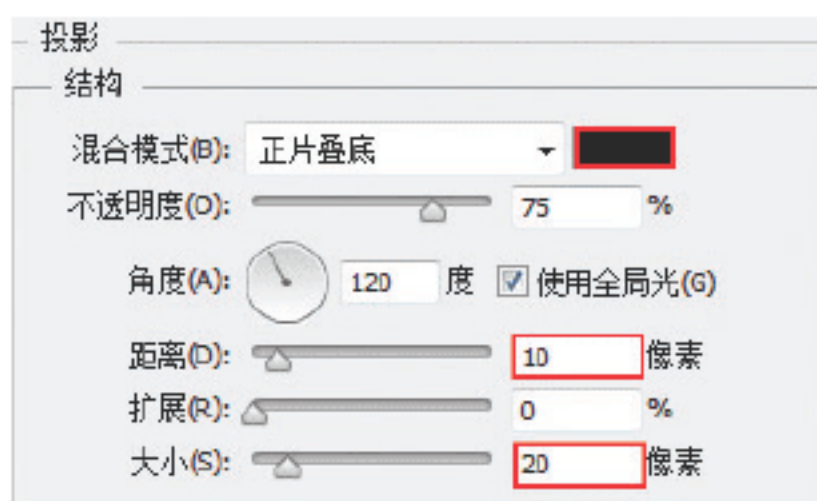 投影
结构
混合模式(B): 正片叠底
不透明度(O): 75 %
角度(A): 120 度 使用全局光(G)
距离(D): 10 像素
扩展(R): 0 %
大小(S): 20 像素